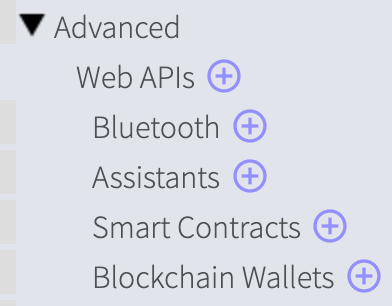 Advanced
Web APIs
Bluetooth
Assistants
Smart Contracts
Blockchain Wallets